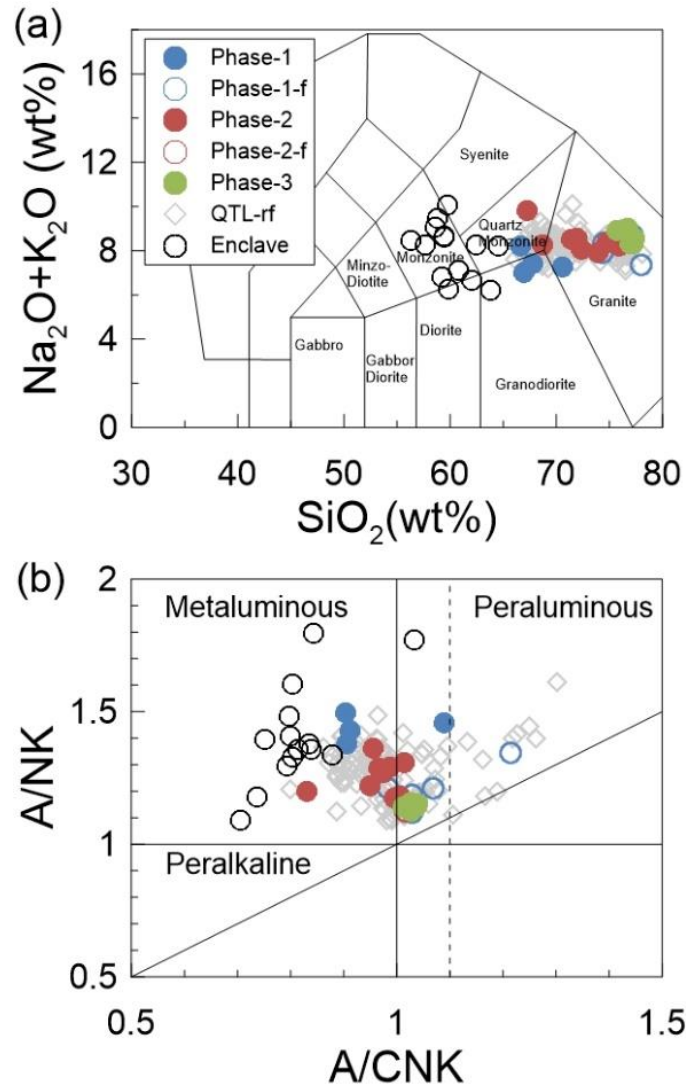 (a)
Na2O+K2O (wt%)
16
12
8
4
0
Phase-1
Phase-1-f
Phase-2
Phase-2-f
Phase-3
QTL-rf
Enclave
Syenite
Quartz
Monzonite
Monzonite
Minzo-
Diotite
Granite
Gabbro
Gabbor
Diorite
Diorite
Granodiorite
30
40
50
60
70
80
SiO2(wt%)
(b)
A/NK
2
1.5
1
0.5
Metaluminous
Peraluminous
Peralkaline
0.5
1
1.5
A/CNK